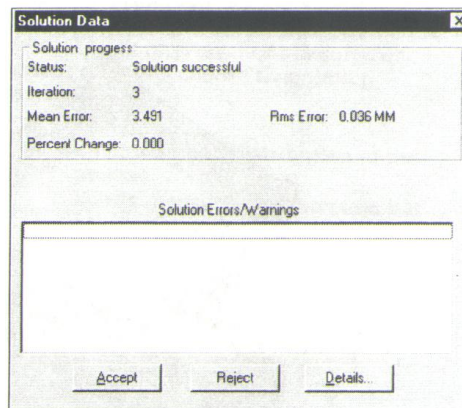 Solution Data
Solution progress
Status: Solution successful
Iteration: 3
Mean Error: 3.491 Rms Error: 0.036 MM
Percent Change: 0.000
Solution Errors/Warnings
Accept Reject Details...